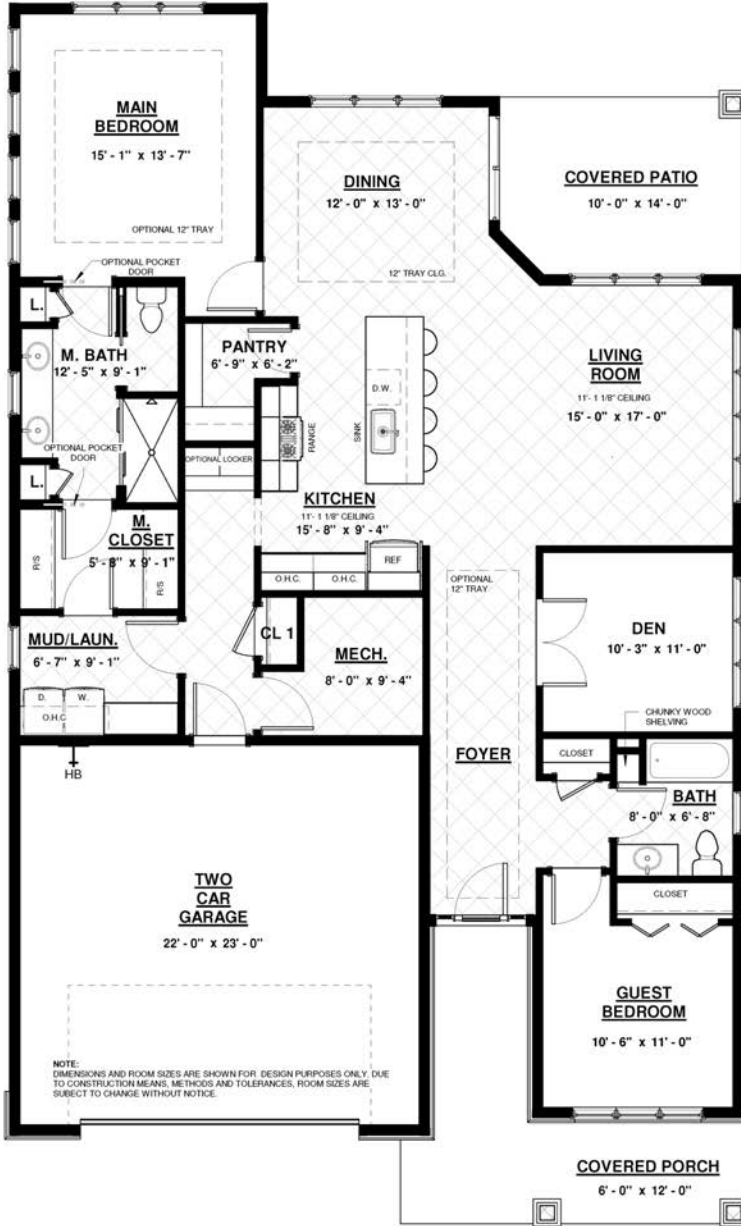 MAIN
BEDROOM
15' - 1" x 13' - 7"
OPTIONAL 12" TRAY
DINING
12' - 0" x 13' - 0"
12" TRAY CLG.
COVERED PATIO
10' - 0" x 14' - 0"
OPTIONAL POCKET
DOOR
L.
M. BATH
12' - 5" x 9' - 1"
OPTIONAL POCKET
DOOR
L.
PANTRY
6' - 9" x 6' - 2"
D.W.
SINK
RANGE
LIVING
ROOM
11'- 1 1/8" CEILING
15' - 0" x 17' - 0"
OPTIONAL LOCKER
KITCHEN
11'- 1 1/8" CEILING
15' - 8" x 9' - 4"
O.H.C.
O.H.C.
REF
M.
CLOSET
5' - 8" x 9' - 1"
R/S
R/S
MUD/LAUN.
6' - 7" x 9' - 1"
D.
W.
O.H.C
CL 1
MECH.
8' - 0" x 9' - 4"
OPTIONAL
12" TRAY
DEN
10' - 3" x 11' - 0"
CHUNKY WOOD
SHELVING
FOYER
CLOSET
BATH
8' - 0" x 6' - 8"
HB
TWO
CAR
GARAGE
22' - 0" x 23' - 0"
CLOSET
GUEST
BEDROOM
10' - 6" x 11' - 0"
NOTE:
DIMENSIONS AND ROOM SIZES ARE SHOWN FOR DESIGN PURPOSES ONLY. DUE
TO CONSTRUCTION MEANS, METHODS AND TOLERANCES, ROOM SIZES ARE
SUBECT TO CHANGE WITHOUT NOTICE.
COVERED PORCH
6' - 0" x 12' - 0"